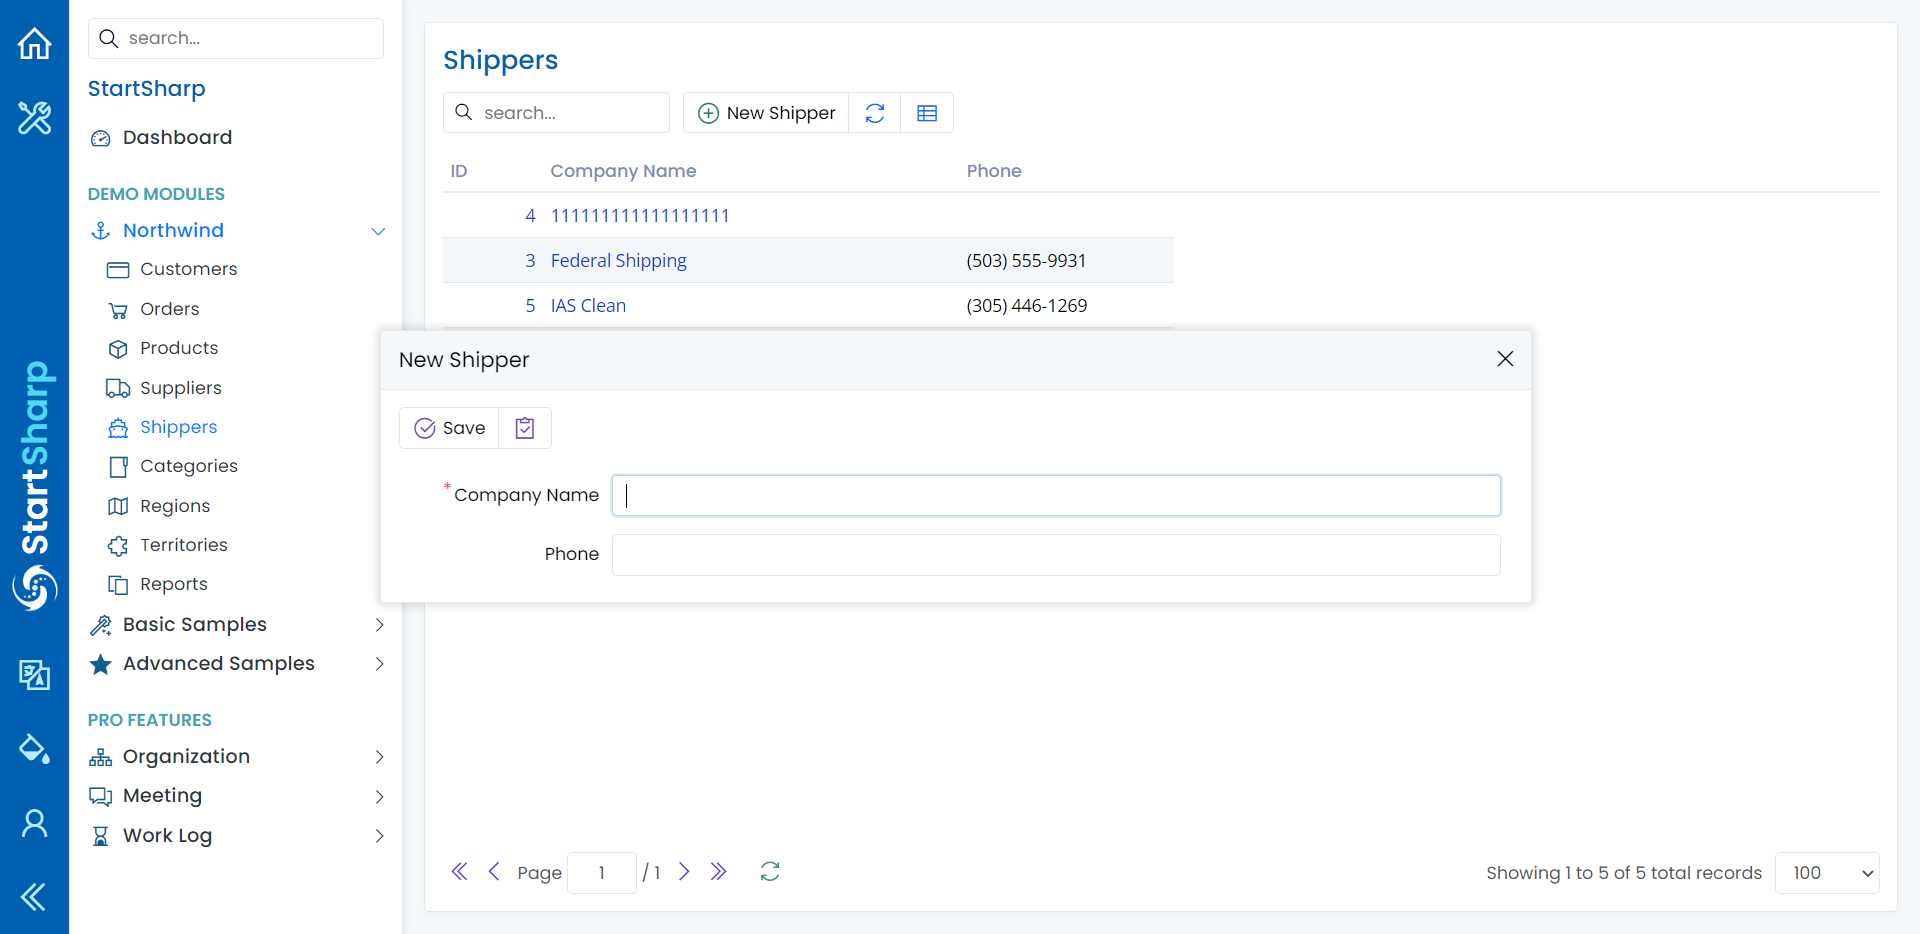 search...
StartSharp
Dashboard
DEMO MODULES
Northwind
Customers
Orders
Products
Suppliers
Shippers
Categories
Regions
Territories
Reports
Basic Samples
Advanced Samples
PRO FEATURES
Organization
Meeting
Work Log
StartSharp
Shippers
search...
New Shipper
ID Company Name Phone
4 111111111111111111
3 Federal Shipping (503) 555-9931
5 IAS Clean (305) 446-1269
New Shipper
Save
*Company Name
Phone
Page 1 / 1
Showing 1 to 5 of 5 total records 100